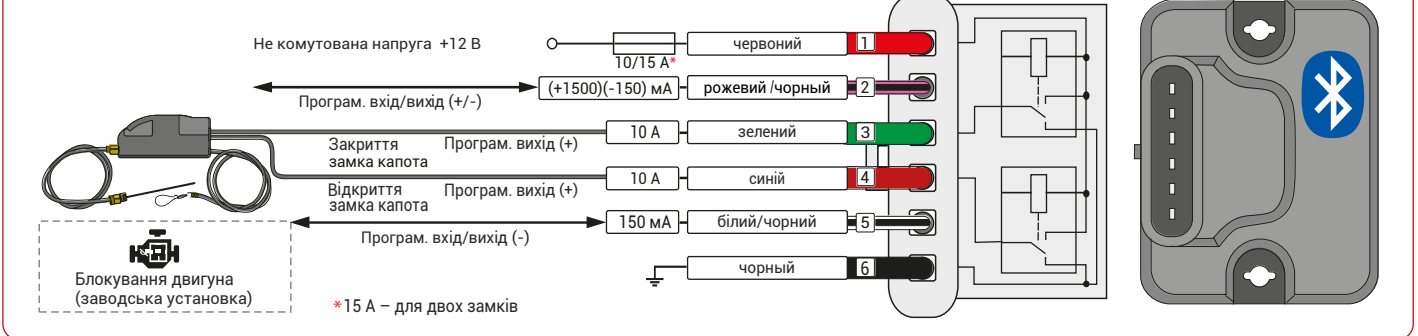 Не комутована напруга +12 В
10/15 А*
червоний
1
Програм. вхід/вихід (+/-)
(+1500)(-150) мА
рожевий /чорный
2
Закриття
замка капота
Програм. вихід (+)
10 А
зелений
3
Відкриття
замка капота
Програм. вихід (+)
10 А
синій
4
Програм. вхід/вихід (-)
150 мА
білий/чорний
5
чорный
6
Блокування двигуна
(заводська установка)
*15 А – для двох замків